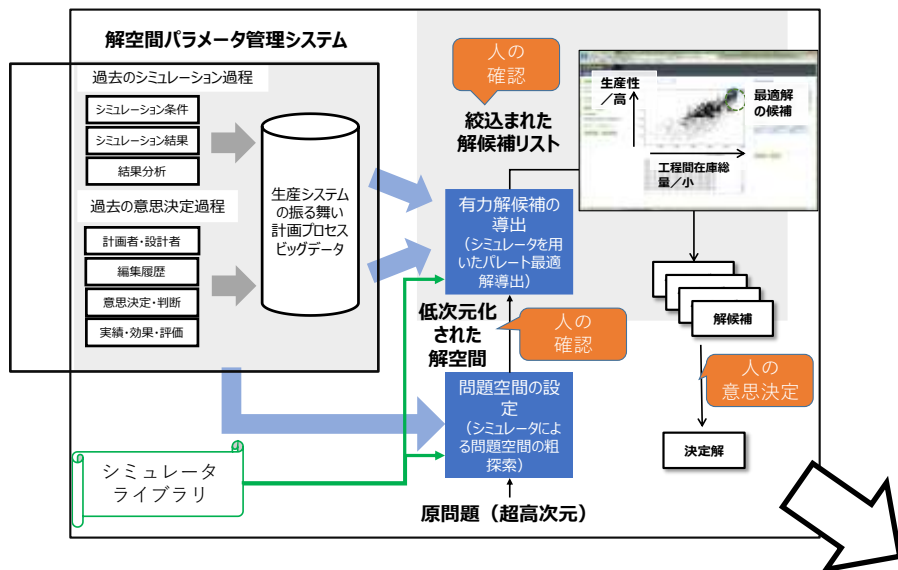 解空間パラメータ管理システム
過去のシミュレーション過程
シミュレーション条件
シミュレーション結果
結果分析
過去の意思決定過程
計画者・設計者
編集履歴
意思決定・判断
実績・効果・評価
生産システム
の振る舞い
計画プロセス
ビッグデータ
シミュレータ
ライブラリ
人の
確認
絞込まれた
解候補リスト
有力解候補の
導出
（シミュレータを用
いたパレート最適
解導出）
低次元化
された
解空間
人の
確認
問題空間の設
定
（シミュレータによ
る問題空間の粗
探索）
原問題（超高次元）
生産性
／高
最適解
の候補
工程間在庫総
量／小
解候補
人の
意思決定
決定解